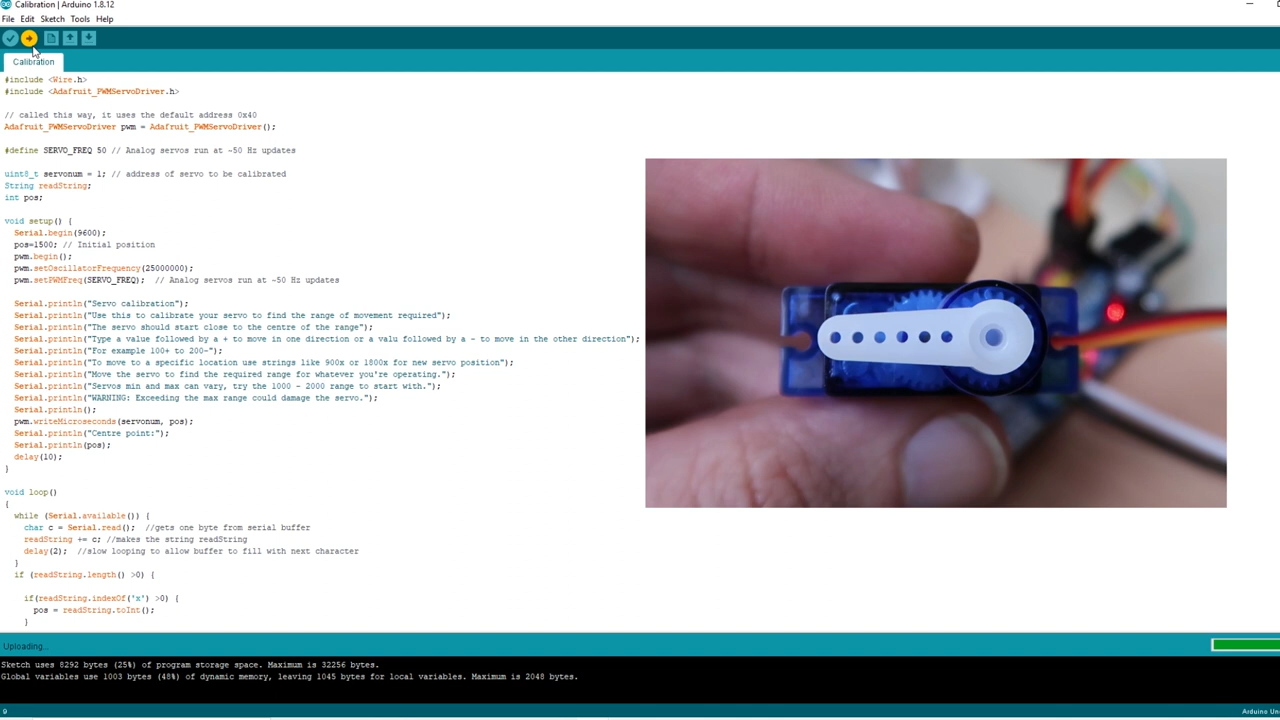 Calibration | Arduino 1.8.12
File Edit Sketch Tools Help
Calibration
#include <Wire.h>
#include <Adafruit_PWMServoDriver.h>
// called this way, it uses the default address 0x40
Adafruit_PWMServoDriver pwm = Adafruit_PWMServoDriver();
#define SERVO_FREQ 50 // Analog servos run at ~50 Hz updates
uint8_t servonum = 1; // address of servo to be calibrated
String readString;
int pos;
void setup() {
Serial.begin(9600);
pos=1500; // Initial position
pwm.begin();
pwm.setOscillatorFrequency(25000000);
pwm.setPWMFreq(SERVO_FREQ);  // Analog servos run at ~50 Hz updates
Serial.println("Servo calibration");
Serial.println("Use this to calibrate your servo to find the range of movement required");
Serial.println("The servo should start close to the centre of the range");
Serial.println("Type a value followed by a + to move in one direction or a valu followed by a - to move in the other direction");
Serial.println("For example 100+ to 200-");
Serial.println("To move to a specific location use strings like 900x or 1800x for new servo position");
Serial.println("Move the servo to find the required range for whatever you're operating.");
Serial.println("Servos min and max can vary, try the 1000 - 2000 range to start with.");
Serial.println("WARNING: Exceeding the max range could damage the servo.");
Serial.println();
pwm.writeMicroseconds(servonum, pos);
Serial.println("Centre point:");
Serial.println(pos);
delay(10);
}
void loop()
{
while (Serial.available()) {
char c = Serial.read();  //gets one byte from serial buffer
readString += c; //makes the string readString
delay(2);  //slow looping to allow buffer to fill with next character
}
if (readString.length() >0) {
if(readString.indexOf('x') >0) {
pos = readString.toInt();
}
Uploading...
Sketch uses 8292 bytes (25%) of program storage space. Maximum is 32256 bytes.
Global variables use 1003 bytes (48%) of dynamic memory, leaving 1045 bytes for local variables. Maximum is 2048 bytes.
9
Arduino Un